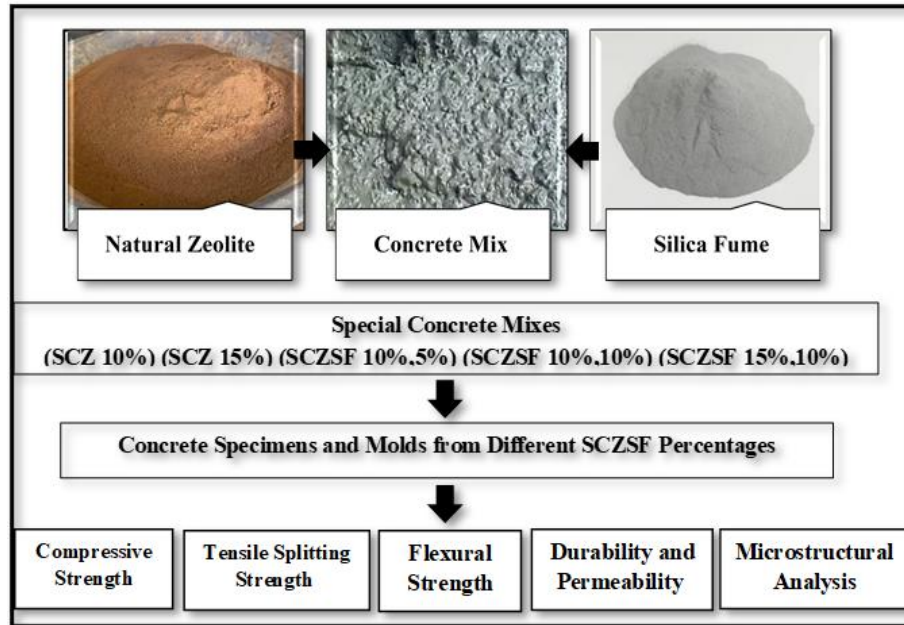 Natural Zeolite
Concrete Mix
Silica Fume
Special Concrete Mixes
(SCZ 10%) (SCZ 15%) (SCZSF 10%,5%) (SCZSF 10%,10%) (SCZSF 15%,10%)
Concrete Specimens and Molds from Different SCZSF Percentages
Compressive
Strength
Tensile Splitting
Strength
Flexural
Strength
Durability and
Permeability
Microstructural
Analysis